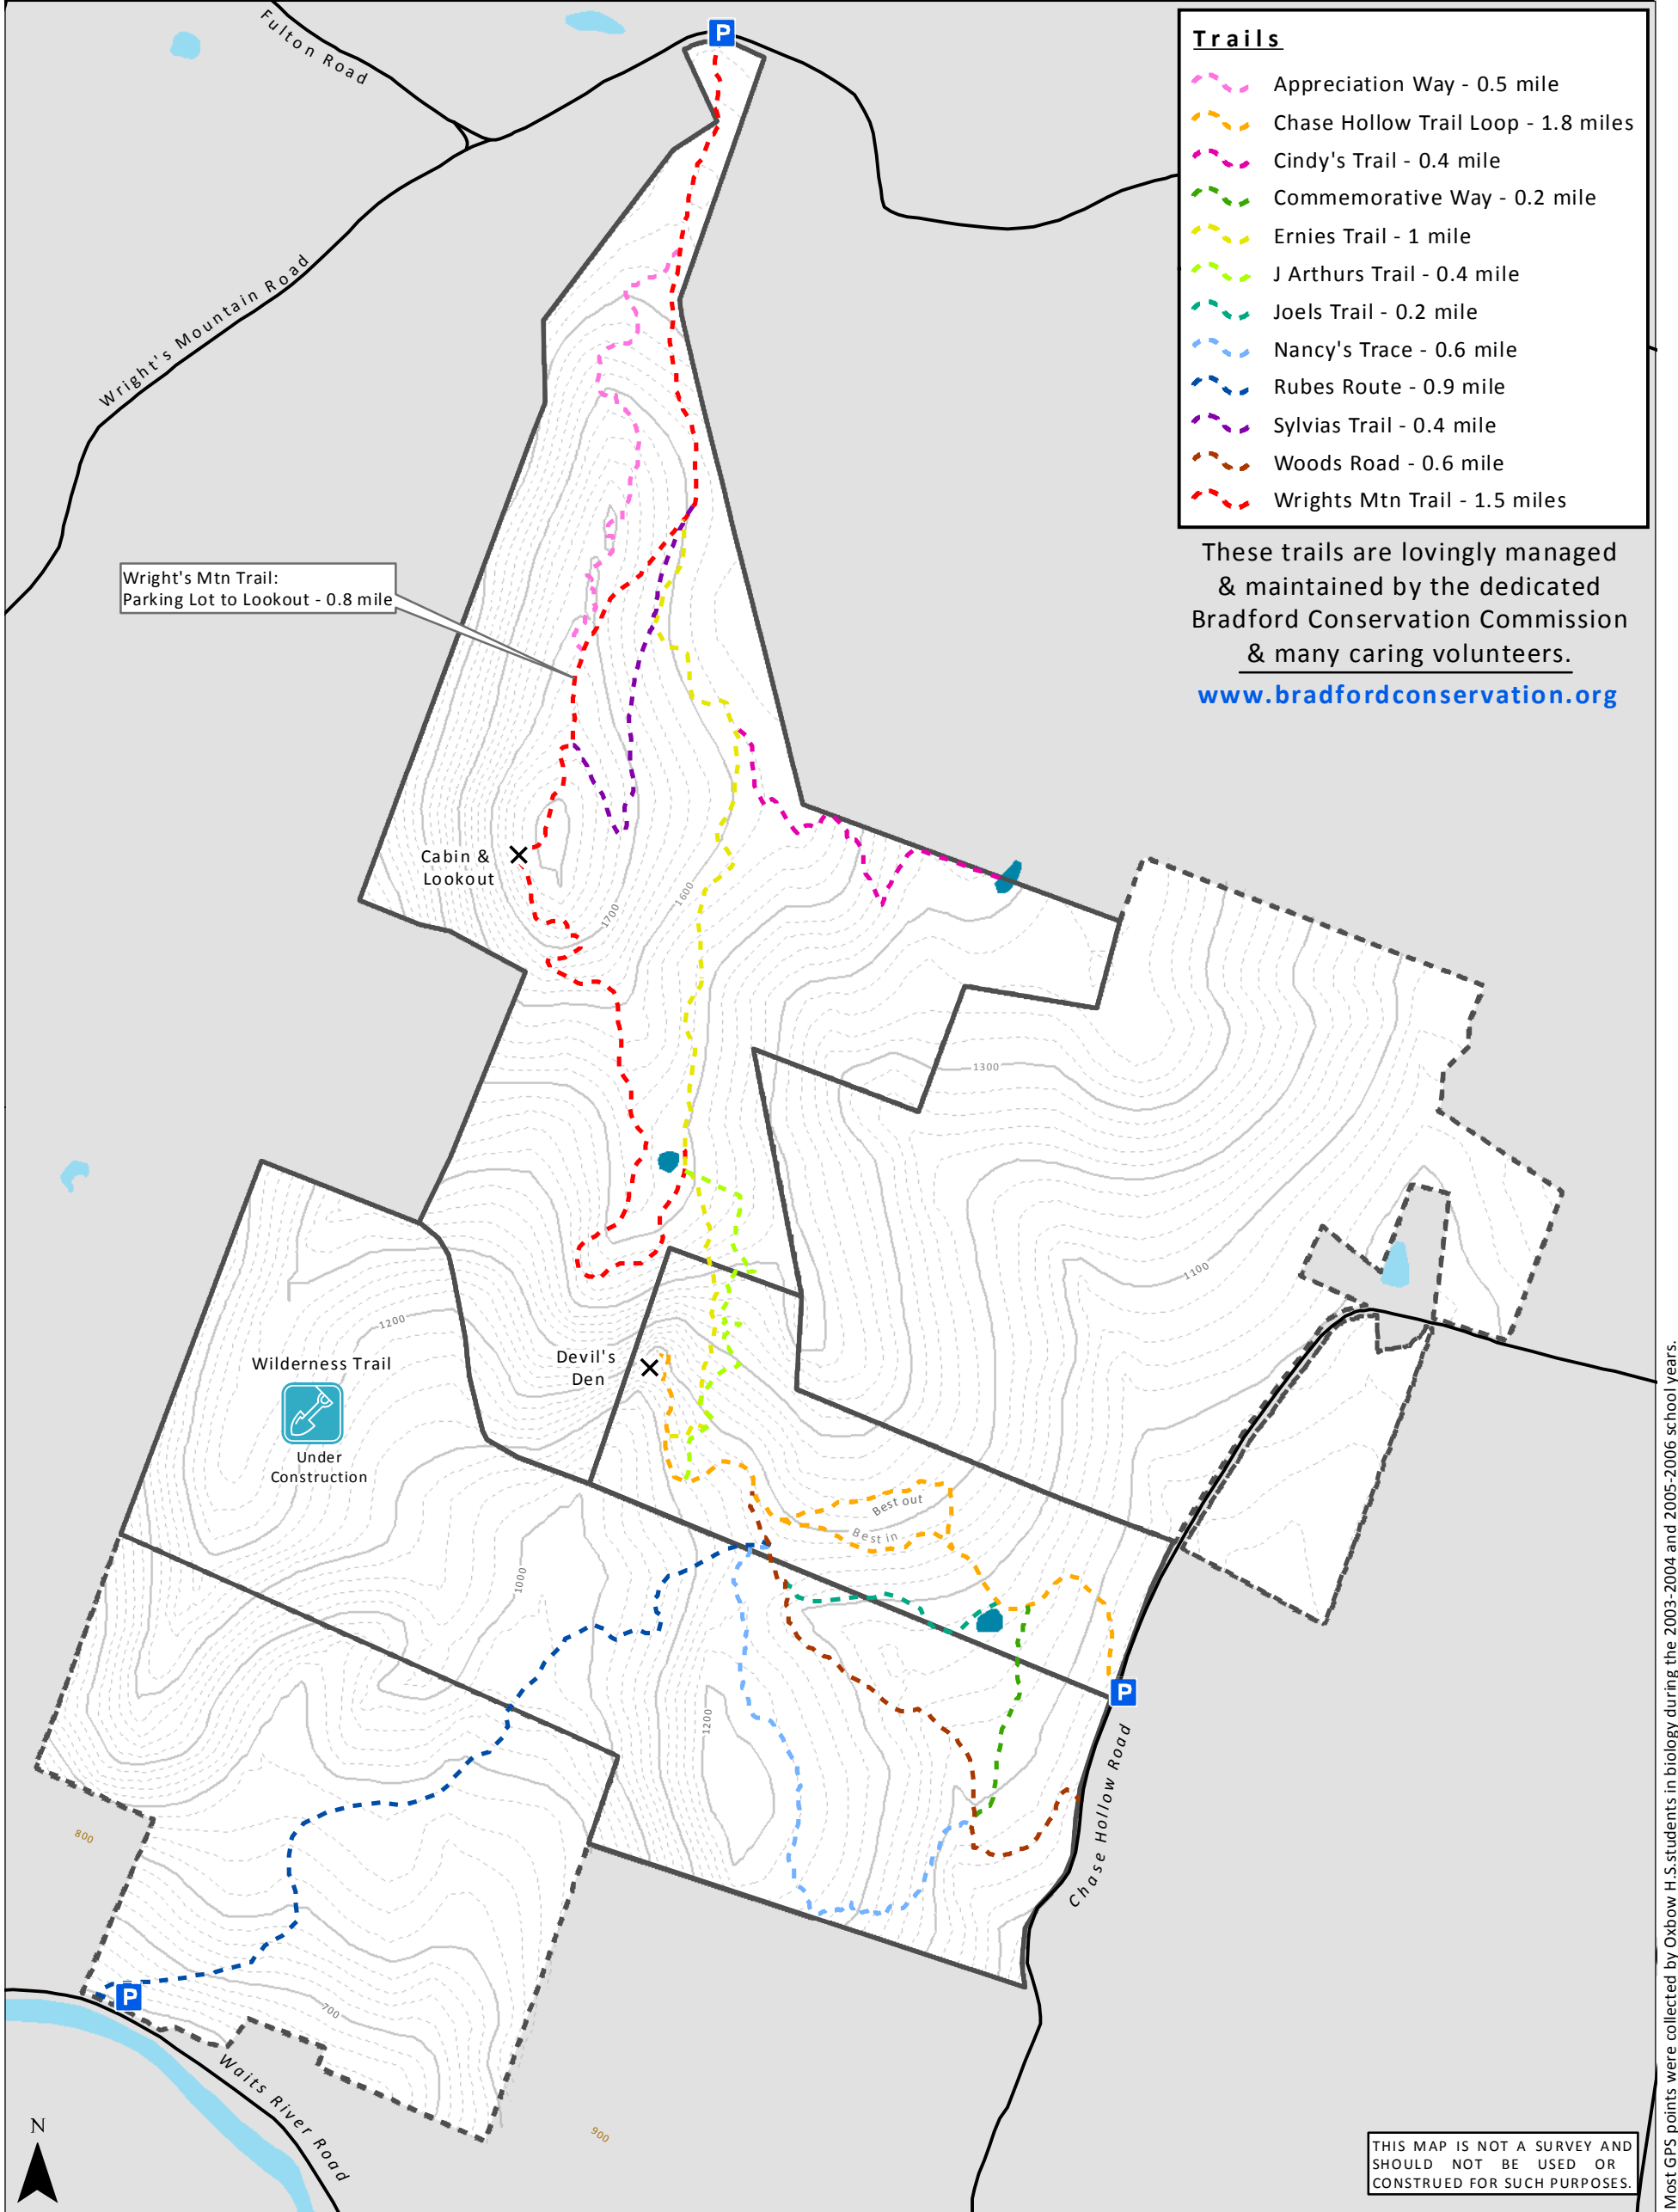 Fulton Road
Wright's Mountain Road
P
Trails
Appreciation Way - 0.5 mile
Chase Hollow Trail Loop - 1.8 miles
Cindy's Trail - 0.4 mile
Commemorative Way - 0.2 mile
Ernies Trail - 1 mile
J Arthurs Trail - 0.4 mile
Joels Trail - 0.2 mile
Nancy's Trace - 0.6 mile
Rubes Route - 0.9 mile
Sylvias Trail - 0.4 mile
Woods Road - 0.6 mile
Wrights Mtn Trail - 1.5 miles
These trails are lovingly managed
& maintained by the dedicated
Bradford Conservation Commission
& many caring volunteers.
www.bradfordconservation.org
Wright's Mtn Trail:
Parking Lot to Lookout - 0.8 mile
Cabin &
Lookout
1700
1600
1300
1100
1200
Wilderness Trail
Under
Construction
Devil's
Den
Best out
Best in
1000
1200
P
Chase Hollow Road
800
P
700
Waits River Road
900
N
THIS MAP IS NOT A SURVEY AND
SHOULD NOT BE USED OR
CONSTRUED FOR SUCH PURPOSES.
Most GPS points were collected by Oxbow H.S.students in biology during the 2003-2004 and 2005-2006 school years.